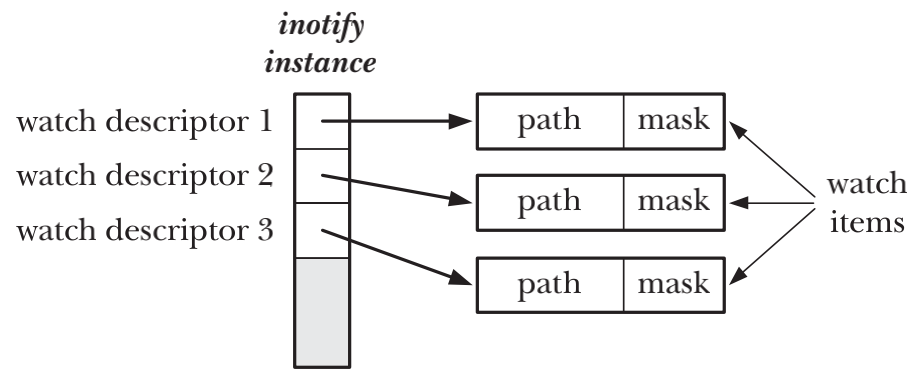 inotify
instance
watch descriptor 1
path mask
watch descriptor 2
path mask
watch
items
watch descriptor 3
path mask